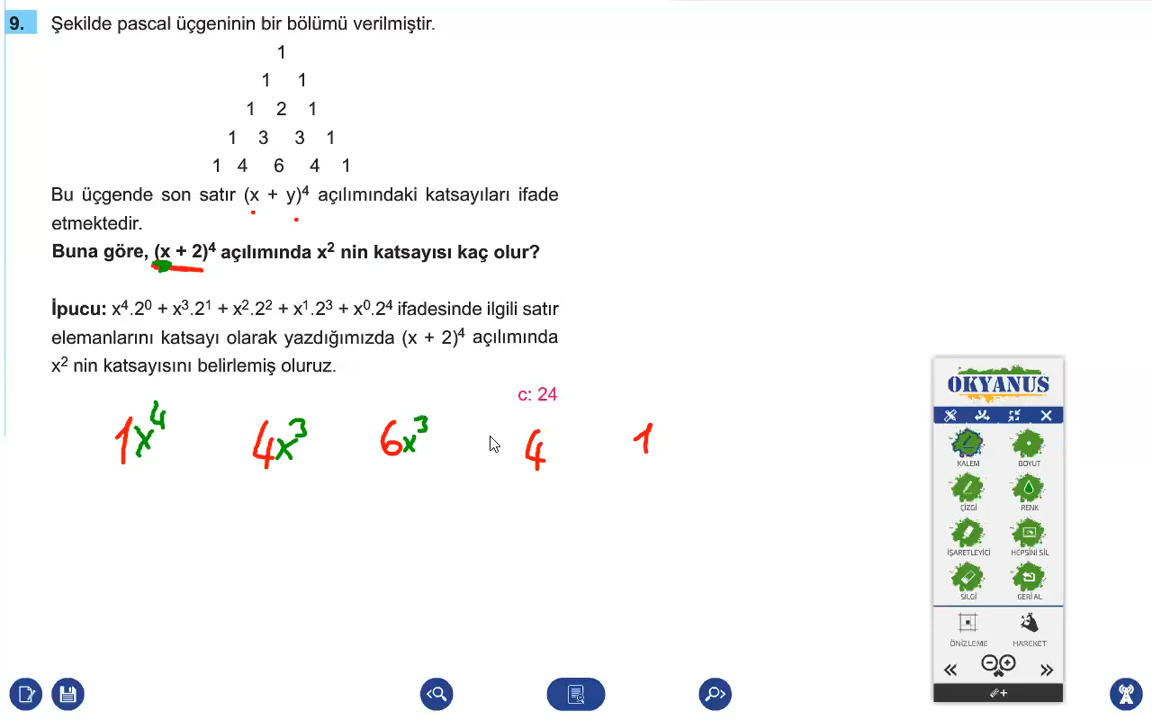 9. Şekilde pascal üçgeninin bir bölümü verilmiştir.
1
1 1
1 2 1
1 3 3 1
1 4 6 4 1
Bu üçgende son satır (x + y)⁴ açılımındaki katsayıları ifade
etmektedir.
Buna göre, (x + 2)⁴ açılımında x² nin katsayısı kaç olur?
İpucu: x⁴.2⁰ + x³.2¹ + x².2² + x¹.2³ + x⁰.2⁴ ifadesinde ilgili satır
elemanlarını katsayı olarak yazdığımızda (x + 2)⁴ açılımında
x² nin katsayısını belirlemiş oluruz.
c: 24
1x⁴ 4x³ 6x³ 4 1
OKYANUS
KALEM BOYUT
ÇİZGİ RENK
İŞARETLEYİCİ HEPSİNİ SİL
SİLGİ GERİ AL
ÖNİZLEME HAREKET